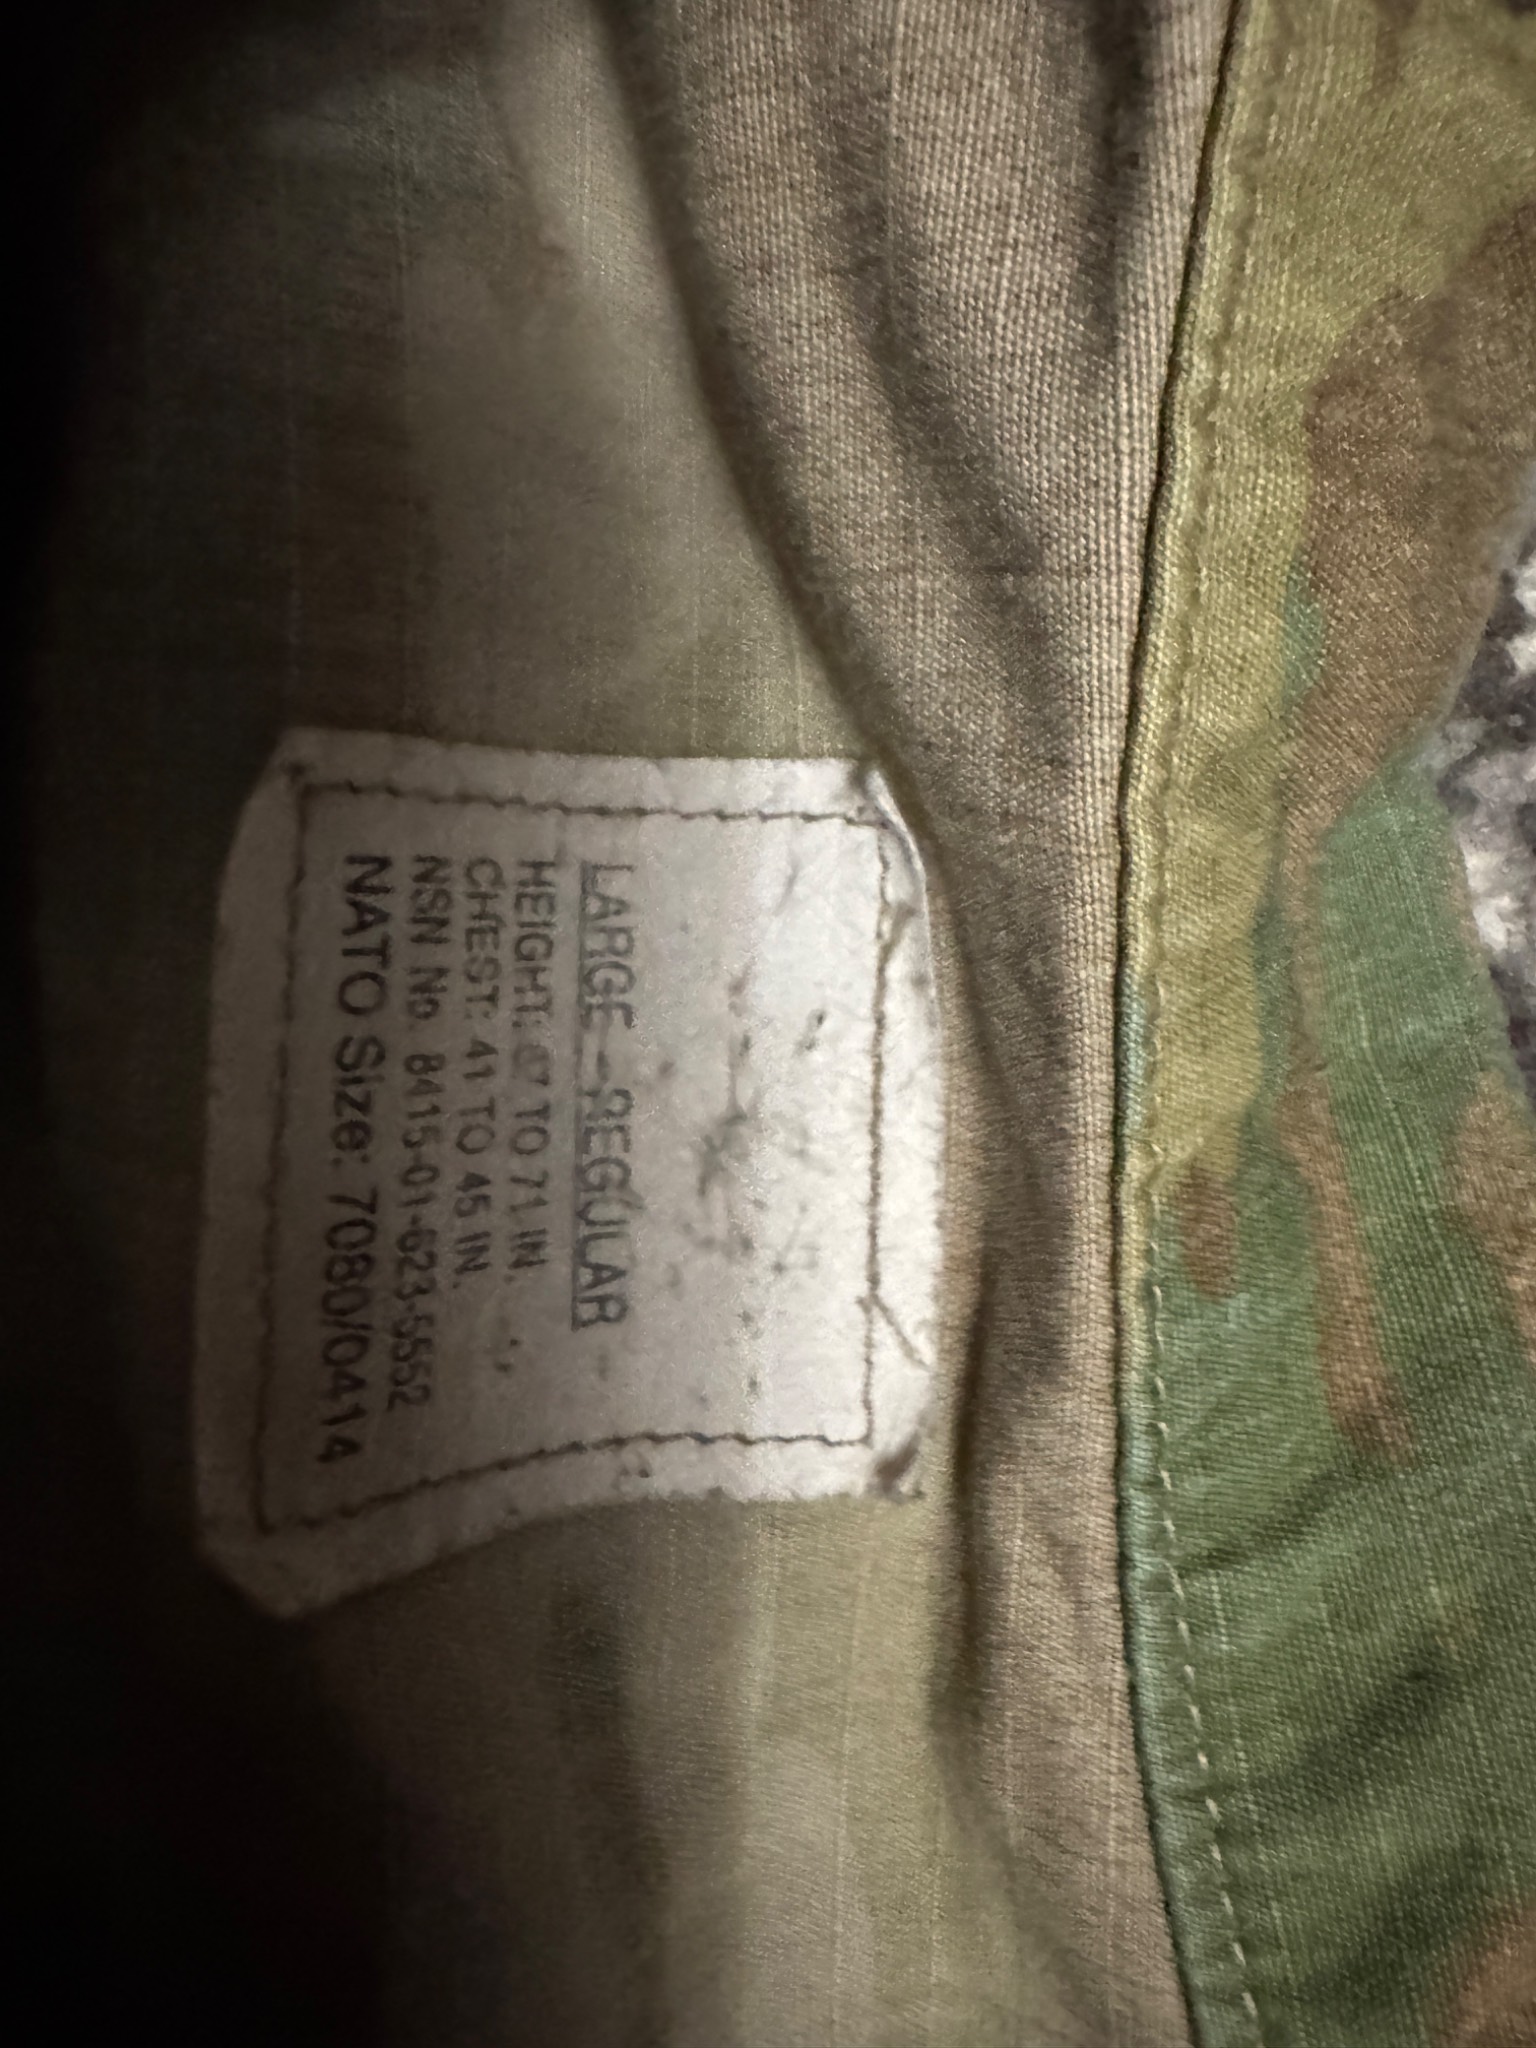 LARGE-REGULAR
HEIGHT: 67 TO 71 IN.
CHEST: 41 TO 45 IN.
NSN No. 8415-01-623-5552
NATO Size: 7080/0414